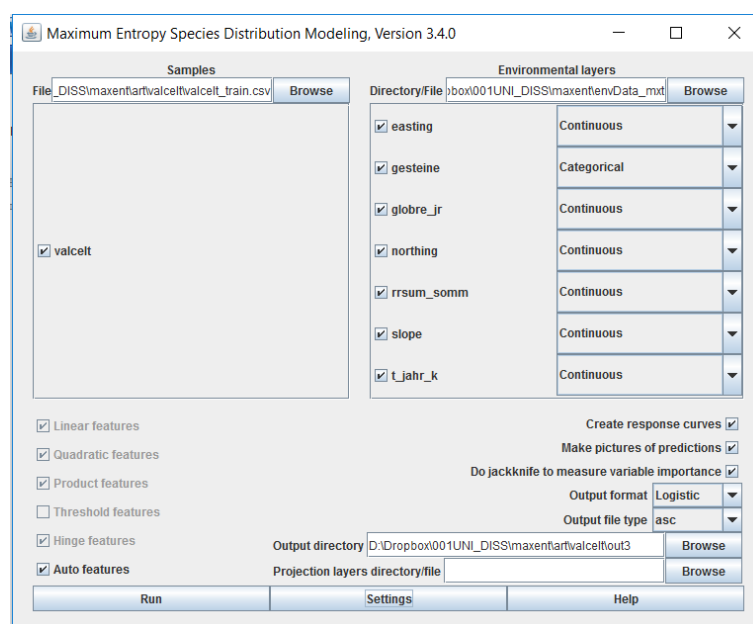 Maximum Entropy Species Distribution Modeling, Version 3.4.0
Samples
Environmental layers
File _DISS\maxent\art\valcelt\valcelt_train.csv Browse
Directory/File box\001UNI_DISS\maxent\envData_mxt Browse
valcelt
easting Continuous
gesteine Categorical
globre_jr Continuous
northing Continuous
rrsum_somm Continuous
slope Continuous
t_jahr_k Continuous
Linear features
Quadratic features
Product features
Threshold features
Hinge features
Auto features
Create response curves
Make pictures of predictions
Do jackknife to measure variable importance
Output format Logistic
Output file type asc
Output directory D:\Dropbox\001UNI_DISS\maxent\art\valcelt\out3 Browse
Projection layers directory/file Browse
Run Settings Help